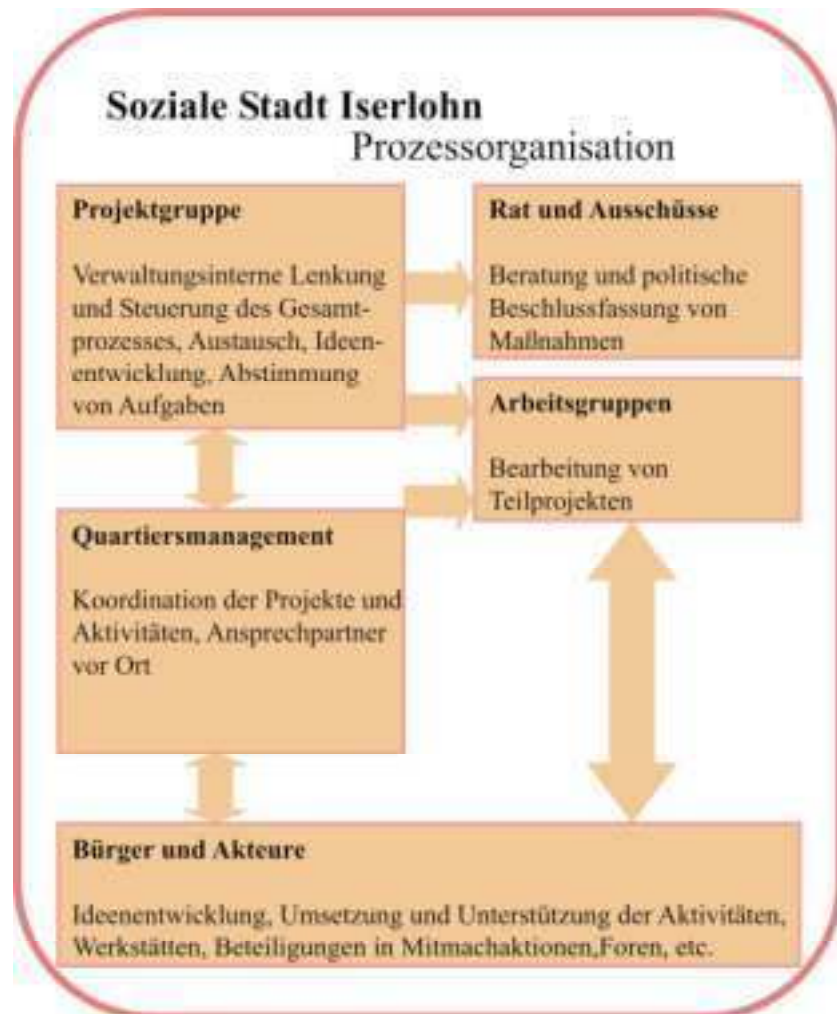 Soziale Stadt Iserlohn
Prozessorganisation
Projektgruppe
Verwaltungsinterne Lenkung
und Steuerung des Gesamt-
prozesses, Austausch, Ideen-
entwicklung, Abstimmung
von Aufgaben
Rat und Ausschüsse
Beratung und politische
Beschlussfassung von
Maßnahmen
Arbeitsgruppen
Bearbeitung von
Teilprojekten
Quartiersmanagement
Koordination der Projekte und
Aktivitäten, Ansprechpartner
vor Ort
Bürger und Akteure
Ideenentwicklung, Umsetzung und Unterstützung der Aktivitäten,
Werkstätten, Beteiligungen in Mitmachaktionen,Foren, etc.